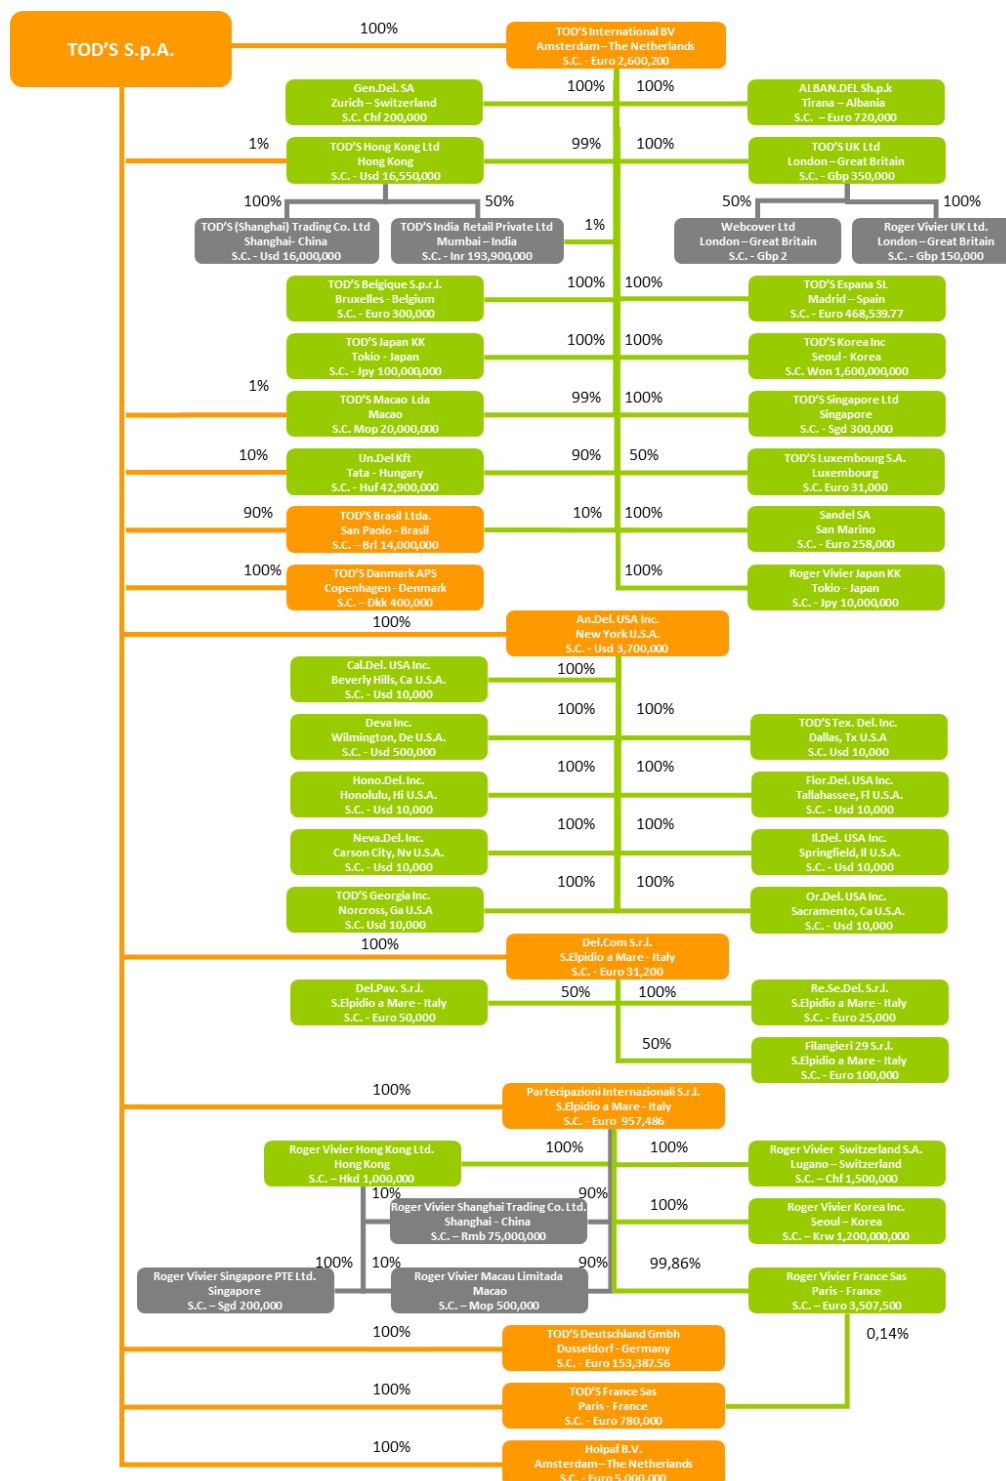 TOD'S S.p.A.
100%
TOD'S International BV
Amsterdam – The Netherlands
S.C. - Euro 2,600,200
Gen.Del. SA
Zurich – Switzerland
S.C. Chf 200,000
100%
100%
ALBAN.DEL Sh.p.k
Tirana – Albania
S.C. – Euro 720,000
1%
TOD'S Hong Kong Ltd
Hong Kong
S.C. - Usd 16,550,000
99%
100%
TOD'S UK Ltd
London – Great Britain
S.C. - Gbp 350,000
100%
50%
50%
100%
TOD'S (Shanghai) Trading Co. Ltd
Shanghai- China
S.C. - Usd 16,000,000
TOD'S India Retail Private Ltd
Mumbai – India
S.C. - Inr 193,900,000
1%
Webcover Ltd
London – Great Britain
S.C. - Gbp 2
Roger Vivier UK Ltd.
London – Great Britain
S.C. - Gbp 150,000
TOD'S Belgique S.p.r.l.
Bruxelles - Belgium
S.C. - Euro 300,000
100%
100%
TOD'S Espana SL
Madrid – Spain
S.C. - Euro 468,539.77
TOD'S Japan KK
Tokio - Japan
S.C. - Jpy 100,000,000
100%
100%
TOD'S Korea Inc
Seoul - Korea
S.C. Won 1,600,000,000
1%
TOD'S Macao Lda
Macao
S.C. Mop 20,000,000
99%
100%
TOD'S Singapore Ltd
Singapore
S.C. - Sgd 300,000
10%
Un.Del Kft
Tata - Hungary
S.C. - Huf 42,900,000
90%
50%
TOD'S Luxembourg S.A.
Luxembourg
S.C. Euro 31,000
90%
TOD'S Brasil Ltda.
San Paolo - Brasil
S.C. – Brl 14,000,000
10%
100%
Sandel SA
San Marino
S.C. - Euro 258,000
100%
TOD'S Danmark APS
Copenhagen - Denmark
S.C. – Dkk 400,000
100%
Roger Vivier Japan KK
Tokio - Japan
S.C. - Jpy 10,000,000
100%
An.Del. USA Inc.
New York U.S.A.
S.C. - Usd 3,700,000
Cal.Del. USA Inc.
Beverly Hills, Ca U.S.A.
S.C. - Usd 10,000
100%
Deva Inc.
Wilmington, De U.S.A.
S.C. - Usd 500,000
100%
100%
TOD'S Tex. Del. Inc.
Dallas, Tx U.S.A
S.C. Usd 10,000
Hono.Del. Inc.
Honolulu, Hi U.S.A.
S.C. - Usd 10,000
100%
100%
Flor.Del. USA Inc.
Tallahassee, Fl U.S.A.
S.C. - Usd 10,000
Neva.Del. Inc.
Carson City, Nv U.S.A.
S.C. - Usd 10,000
100%
100%
Il.Del. USA Inc.
Springfield, Il U.S.A.
S.C. - Usd 10,000
TOD'S Georgia Inc.
Norcross, Ga U.S.A
S.C. Usd 10,000
100%
100%
Or.Del. USA Inc.
Sacramento, Ca U.S.A.
S.C. - Usd 10,000
100%
Del.Com S.r.l.
S.Elpidio a Mare - Italy
S.C. - Euro 31,200
Del.Pav. S.r.l.
S.Elpidio a Mare - Italy
S.C. - Euro 50,000
50%
100%
Re.Se.Del. S.r.l.
S.Elpidio a Mare - Italy
S.C. - Euro 25,000
50%
Filangieri 29 S.r.l.
S.Elpidio a Mare - Italy
S.C. - Euro 100,000
100%
Partecipazioni Internazionali S.r.l.
S.Elpidio a Mare - Italy
S.C. - Euro 957,486
Roger Vivier Hong Kong Ltd.
Hong Kong
S.C. – Hkd 1,000,000
100%
100%
Roger Vivier Switzerland S.A.
Lugano – Switzerland
S.C. – Chf 1,500,000
10%
Roger Vivier Shanghai Trading Co. Ltd.
Shanghai - China
S.C. – Rmb 75,000,000
90%
100%
Roger Vivier Korea Inc.
Seoul – Korea
S.C. – Krw 1,200,000,000
100%
10%
90%
99,86%
Roger Vivier Singapore PTE Ltd.
Singapore
S.C. – Sgd 200,000
Roger Vivier Macau Limitada
Macao
S.C. – Mop 500,000
Roger Vivier France Sas
Paris - France
S.C. – Euro 3,507,500
100%
TOD'S Deutschland Gmbh
Dusseldorf - Germany
S.C. - Euro 153,387.56
0,14%
100%
TOD'S France Sas
Paris - France
S.C. - Euro 780,000
100%
Holpaf B.V.
Amsterdam – The Netherlands
S.C. - Euro 5,000,000